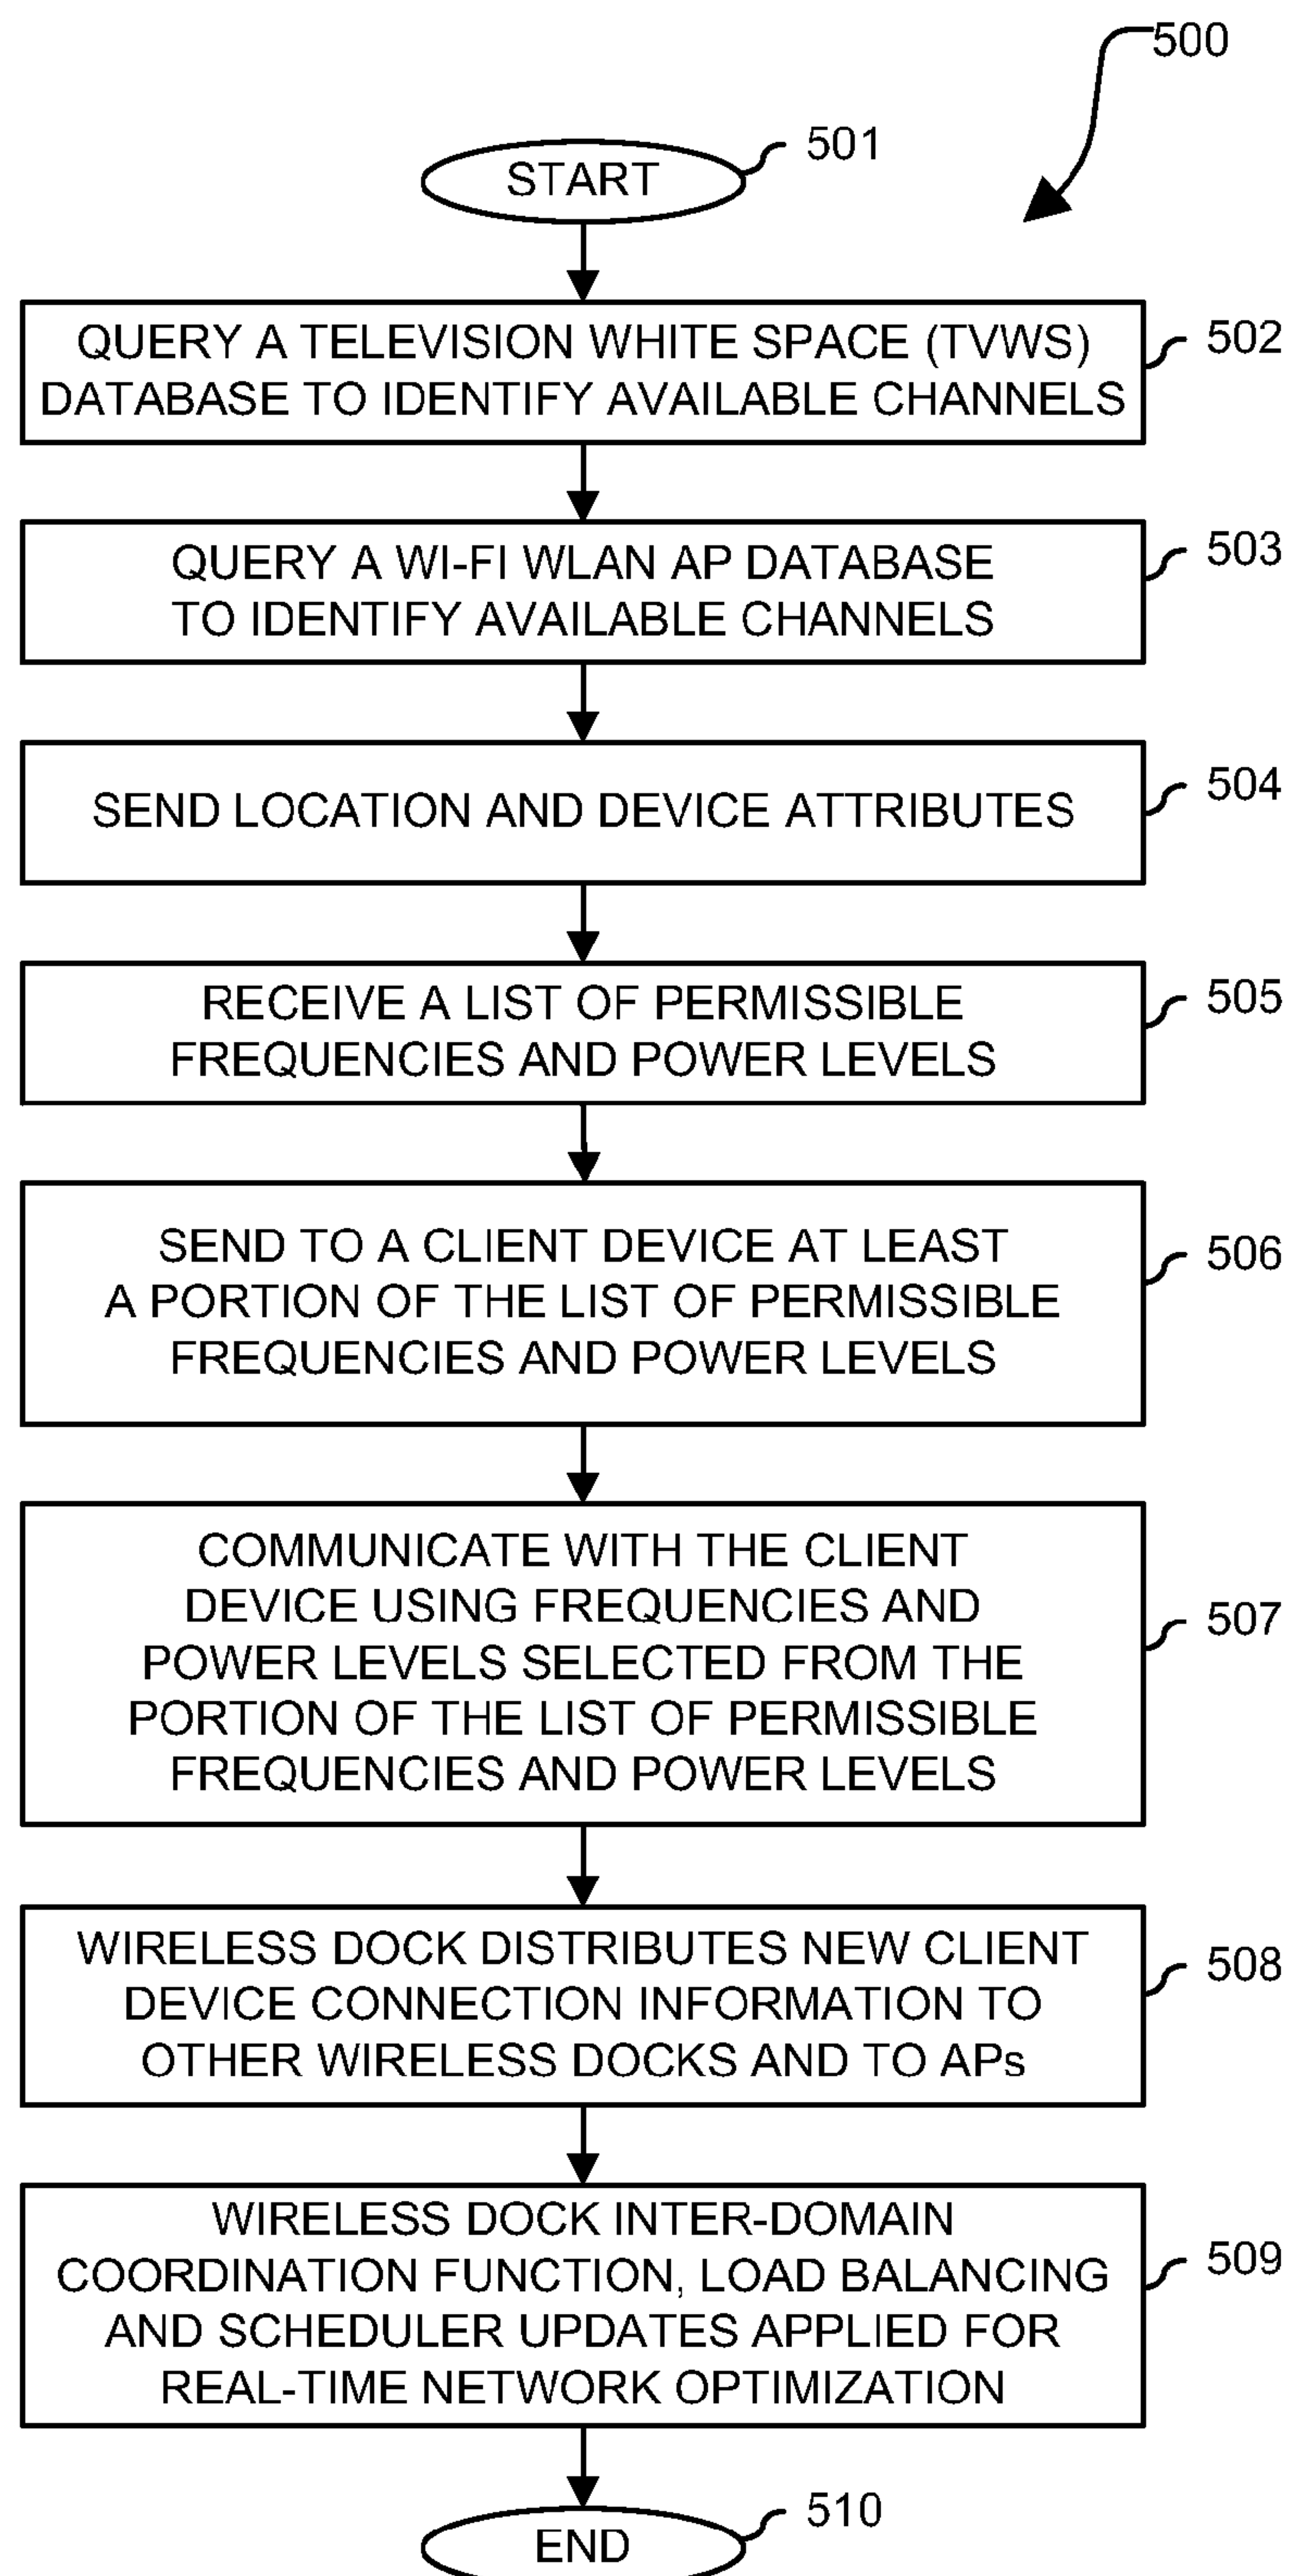 500
START
501
QUERY A TELEVISION WHITE SPACE (TVWS)
DATABASE TO IDENTIFY AVAILABLE CHANNELS
502
QUERY A WI-FI WLAN AP DATABASE
TO IDENTIFY AVAILABLE CHANNELS
503
SEND LOCATION AND DEVICE ATTRIBUTES
504
RECEIVE A LIST OF PERMISSIBLE
FREQUENCIES AND POWER LEVELS
505
SEND TO A CLIENT DEVICE AT LEAST
A PORTION OF THE LIST OF PERMISSIBLE
FREQUENCIES AND POWER LEVELS
506
COMMUNICATE WITH THE CLIENT
DEVICE USING FREQUENCIES AND
POWER LEVELS SELECTED FROM THE
PORTION OF THE LIST OF PERMISSIBLE
FREQUENCIES AND POWER LEVELS
507
WIRELESS DOCK DISTRIBUTES NEW CLIENT
DEVICE CONNECTION INFORMATION TO
OTHER WIRELESS DOCKS AND TO APs
508
WIRELESS DOCK INTER-DOMAIN
COORDINATION FUNCTION, LOAD BALANCING
AND SCHEDULER UPDATES APPLIED FOR
REAL-TIME NETWORK OPTIMIZATION
509
END
510